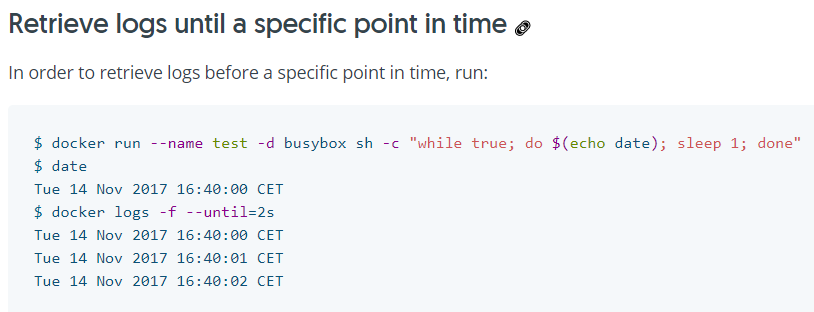 Retrieve logs until a specific point in time
In order to retrieve logs before a specific point in time, run:
$ docker run --name test -d busybox sh -c "while true; do $(echo date); sleep 1; done"
$ date
Tue 14 Nov 2017 16:40:00 CET
$ docker logs -f --until=2s
Tue 14 Nov 2017 16:40:00 CET
Tue 14 Nov 2017 16:40:01 CET
Tue 14 Nov 2017 16:40:02 CET